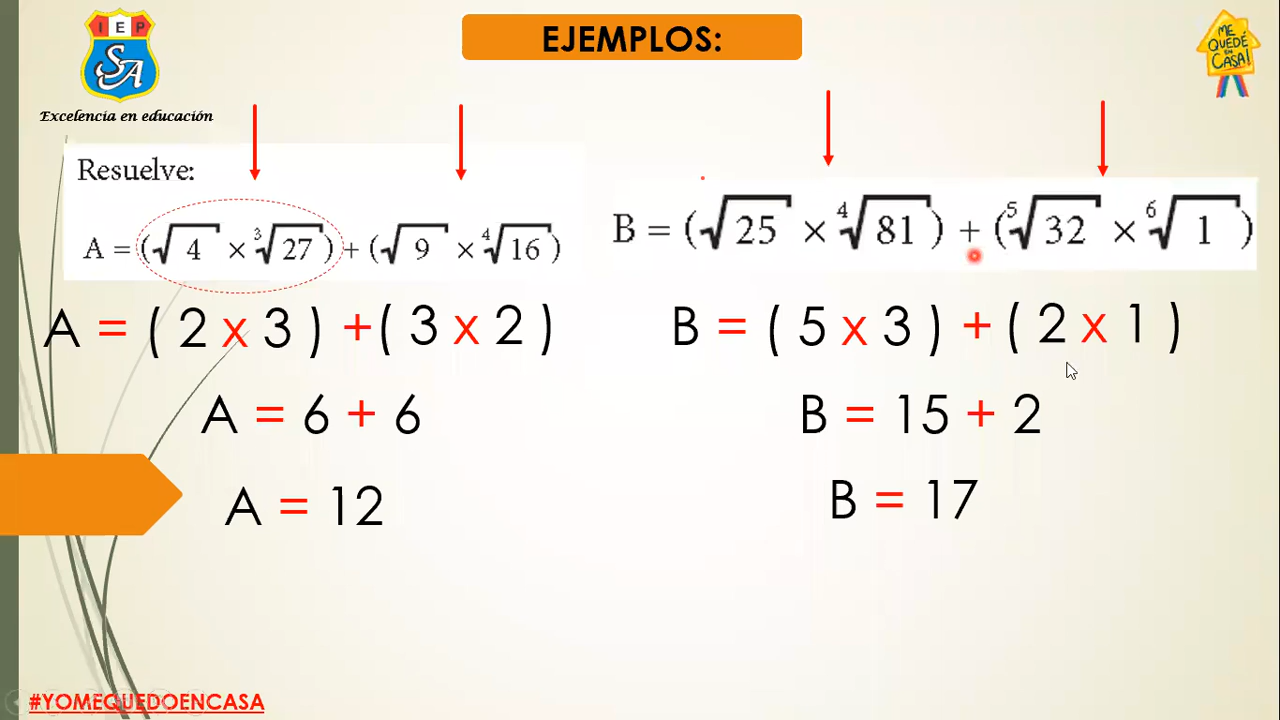 EJEMPLOS:
I E P
SA
Excelencia en educación
ME
QUEDÉ
EN
CASA!
Resuelve:
A = (√4 × ∛27) + (√9 × ∜16)
A = ( 2 x 3 ) + ( 3 x 2 )
A = 6 + 6
A = 12
B = (√25 × ∜81) + (⁵√32 × ⁶√1)
B = ( 5 x 3 ) + ( 2 x 1 )
B = 15 + 2
B = 17
#YOMEQUEDOENCASA